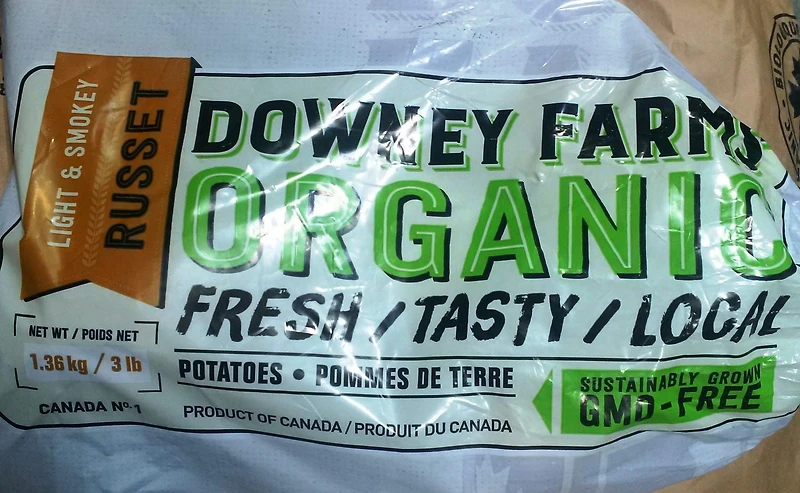 LIGHT & SMOKEY
RUSSET
DOWNEY FARMS
ORGANIC
FRESH / TASTY / LOCAL
NET WT / POIDS NET
1.36 kg / 3 lb
CANADA Nº. 1
POTATOES • POMMES DE TERRE
PRODUCT OF CANADA / PRODUIT DU CANADA
SUSTAINABLY GROWN
GMO-FREE